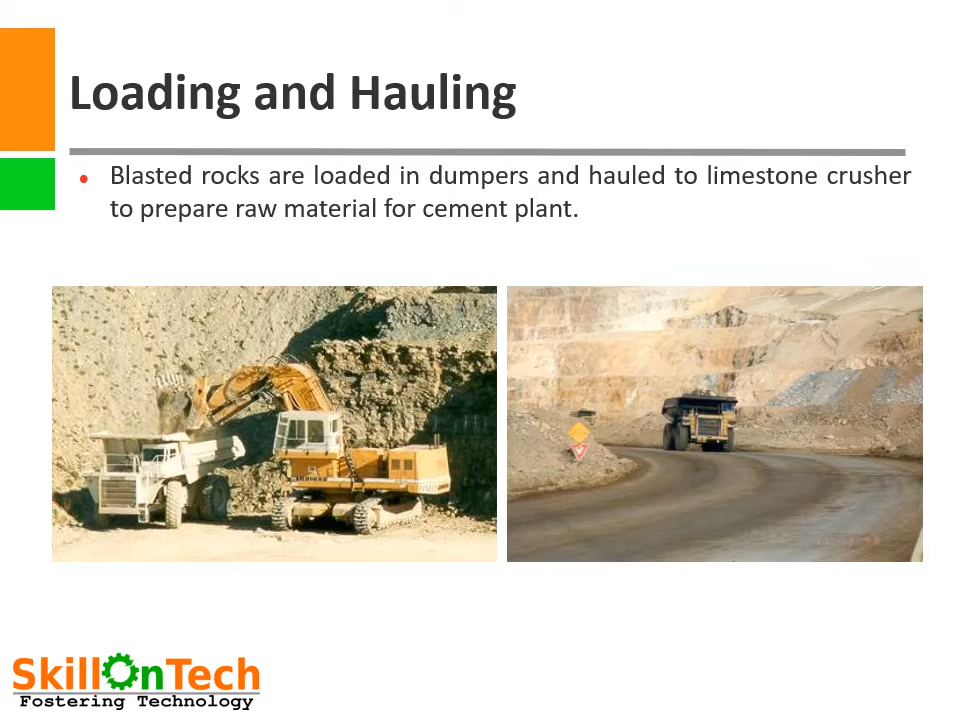 Loading and Hauling
Blasted rocks are loaded in dumpers and hauled to limestone crusher
to prepare raw material for cement plant.
SkillOnTech
Fostering Technology